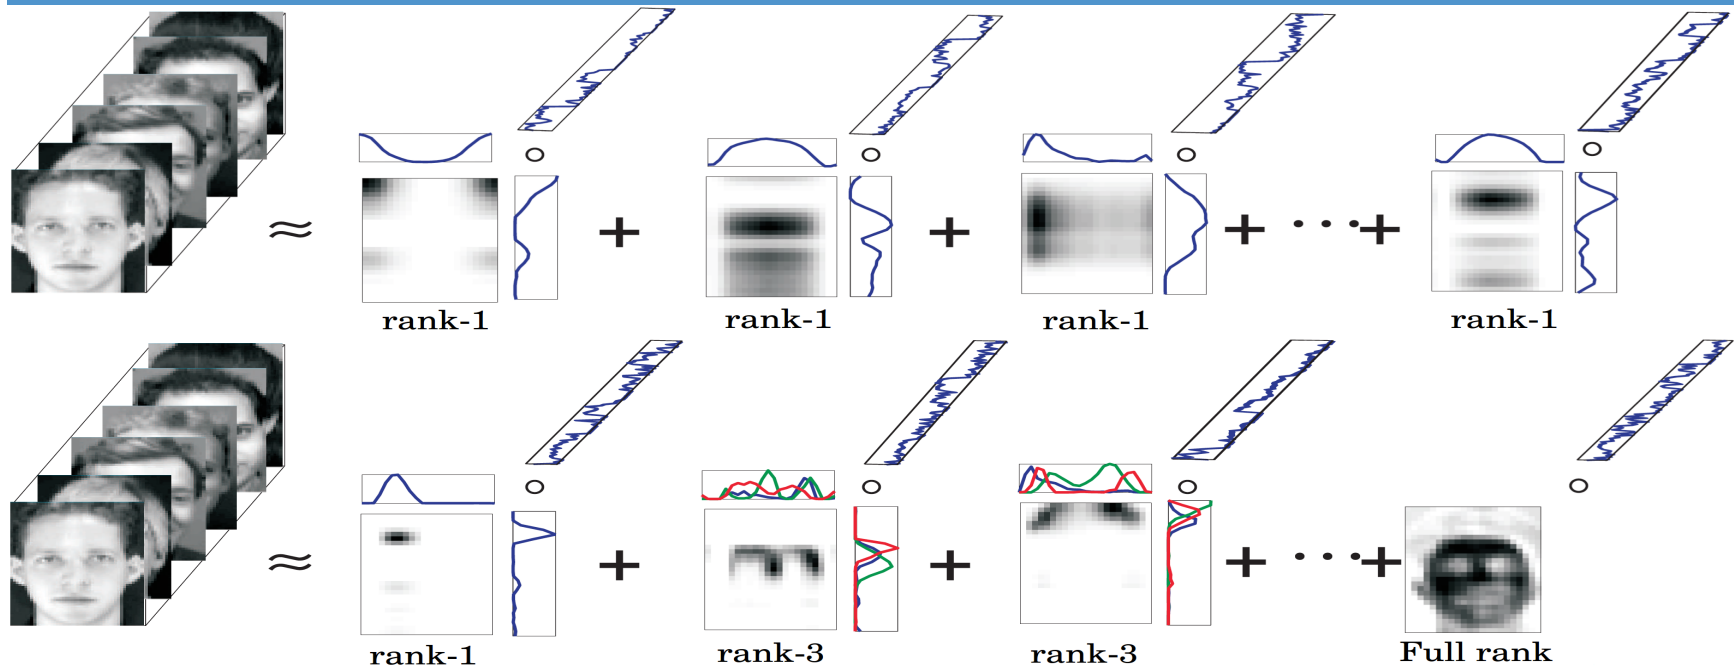 ≈ + + + ··· +
rank-1 rank-1 rank-1 rank-1
≈ + + + ··· +
rank-1 rank-3 rank-3 Full rank